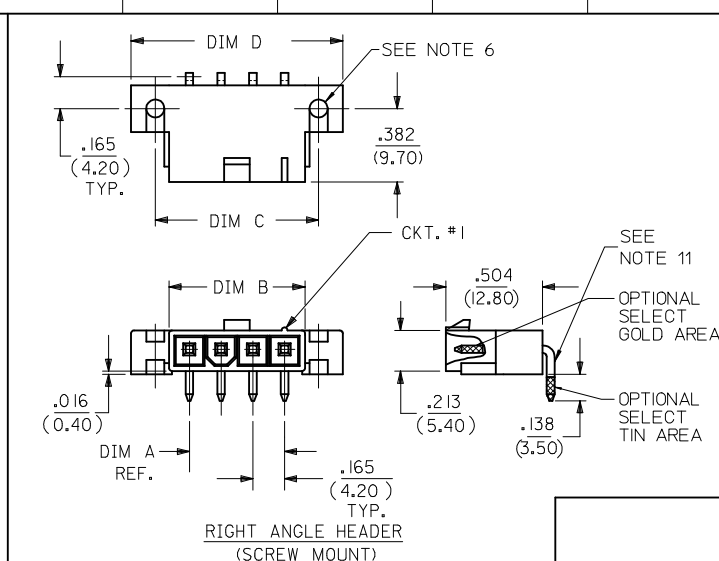 DIM D
SEE NOTE 6
.165
(4.20)
TYP.
.382
(9.70)
DIM C
CKT. #1
DIM B
.504
(12.80)
SEE
NOTE 11
OPTIONAL
SELECT
GOLD AREA
.016
(0.40)
.213
(5.40)
.138
(3.50)
OPTIONAL
SELECT
TIN AREA
DIM A
REF.
.165
(4.20)
TYP.
RIGHT ANGLE HEADER
(SCREW MOUNT)